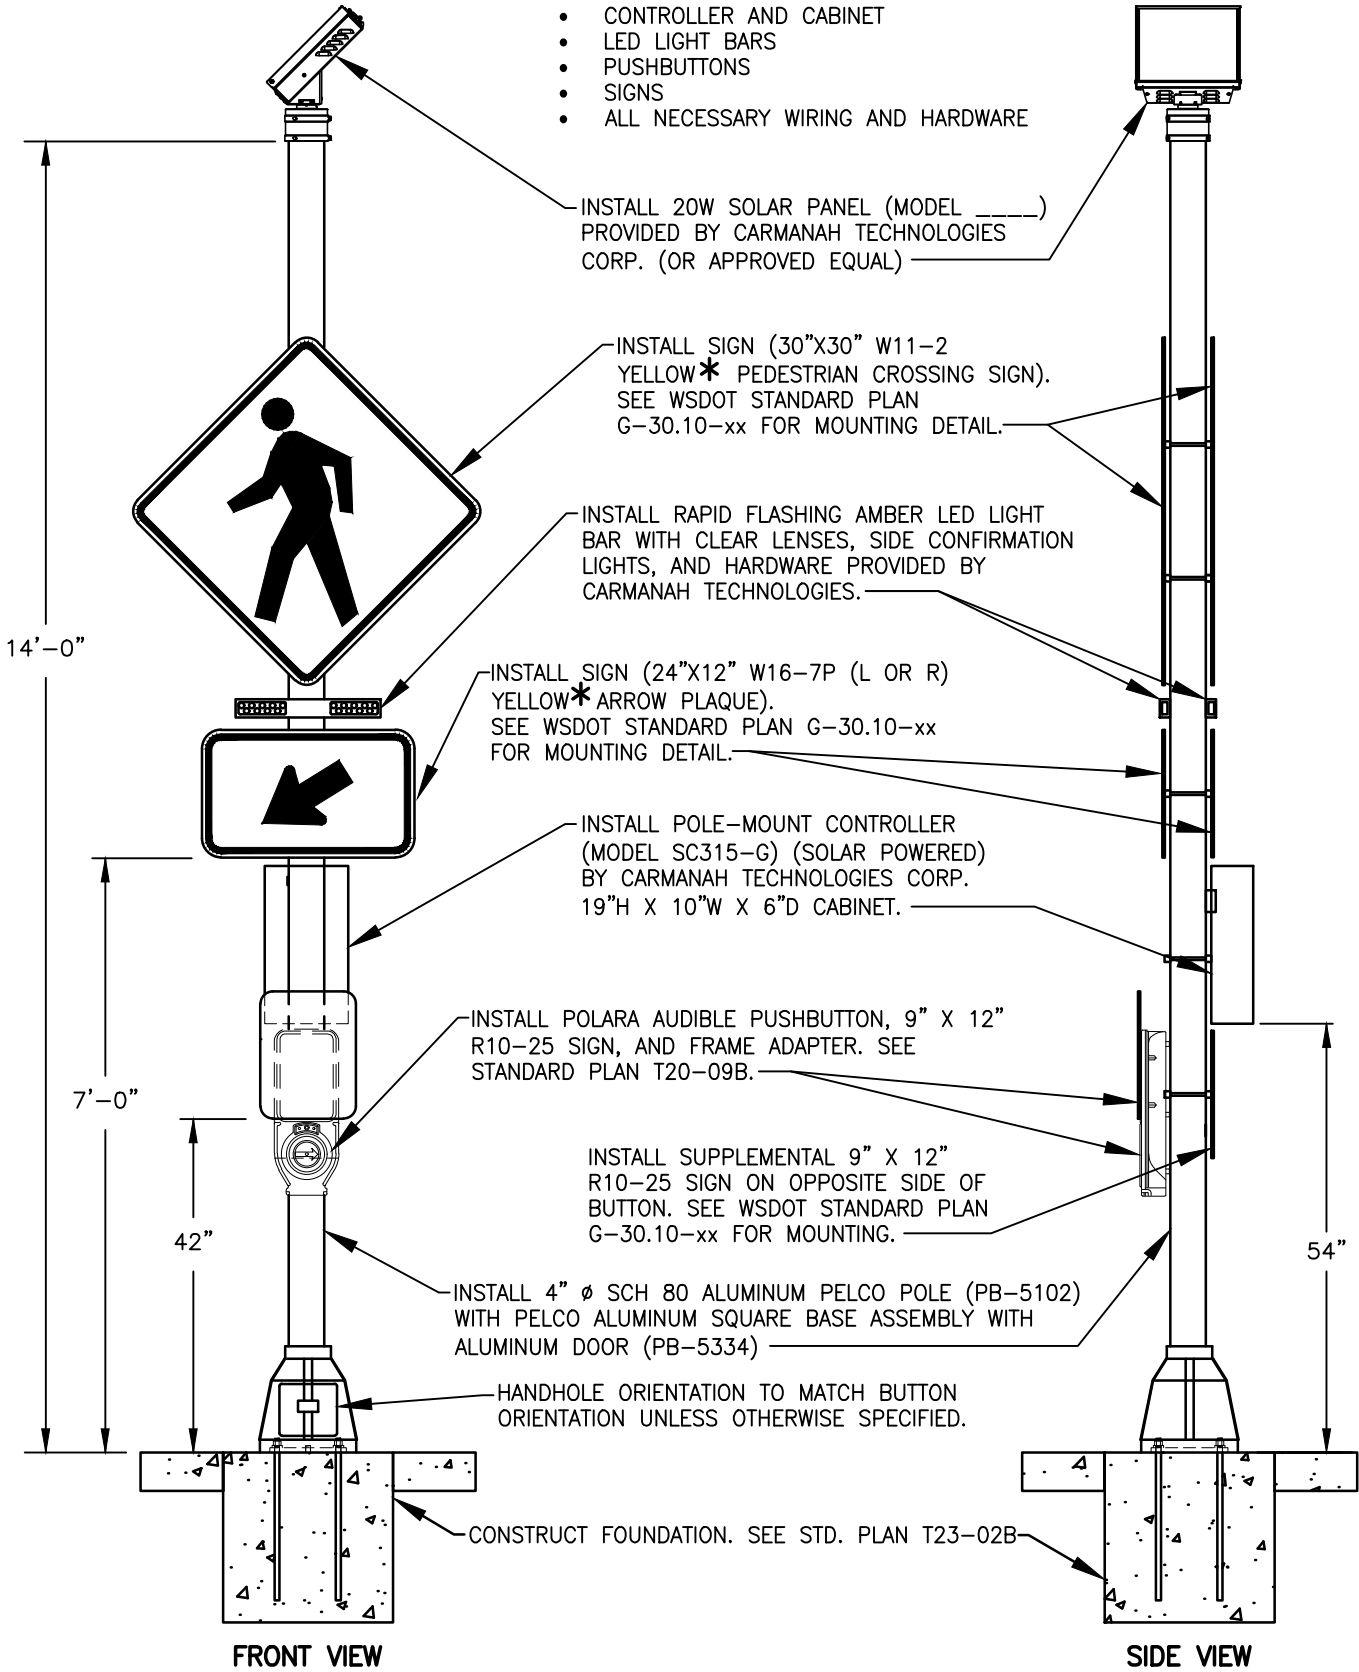 • CONTROLLER AND CABINET
• LED LIGHT BARS
• PUSHBUTTONS
• SIGNS
• ALL NECESSARY WIRING AND HARDWARE
INSTALL 20W SOLAR PANEL (MODEL ____)
PROVIDED BY CARMANAH TECHNOLOGIES
CORP. (OR APPROVED EQUAL)
INSTALL SIGN (30”X30” W11-2
YELLOW* PEDESTRIAN CROSSING SIGN).
SEE WSDOT STANDARD PLAN
G-30.10-xx FOR MOUNTING DETAIL.
INSTALL RAPID FLASHING AMBER LED LIGHT
BAR WITH CLEAR LENSES, SIDE CONFIRMATION
LIGHTS, AND HARDWARE PROVIDED BY
CARMANAH TECHNOLOGIES.
14’-0”
INSTALL SIGN (24”X12” W16-7P (L OR R)
YELLOW* ARROW PLAQUE).
SEE WSDOT STANDARD PLAN G-30.10-xx
FOR MOUNTING DETAIL.
INSTALL POLE-MOUNT CONTROLLER
(MODEL SC315-G) (SOLAR POWERED)
BY CARMANAH TECHNOLOGIES CORP.
19”H X 10”W X 6”D CABINET.
INSTALL POLARA AUDIBLE PUSHBUTTON, 9” X 12”
R10-25 SIGN, AND FRAME ADAPTER. SEE
STANDARD PLAN T20-09B.
7’-0”
INSTALL SUPPLEMENTAL 9” X 12”
R10-25 SIGN ON OPPOSITE SIDE OF
BUTTON. SEE WSDOT STANDARD PLAN
G-30.10-xx FOR MOUNTING.
42”
54”
INSTALL 4” ø SCH 80 ALUMINUM PELCO POLE (PB-5102)
WITH PELCO ALUMINUM SQUARE BASE ASSEMBLY WITH
ALUMINUM DOOR (PB-5334)
HANDHOLE ORIENTATION TO MATCH BUTTON
ORIENTATION UNLESS OTHERWISE SPECIFIED.
CONSTRUCT FOUNDATION. SEE STD. PLAN T23-02B
FRONT VIEW
SIDE VIEW